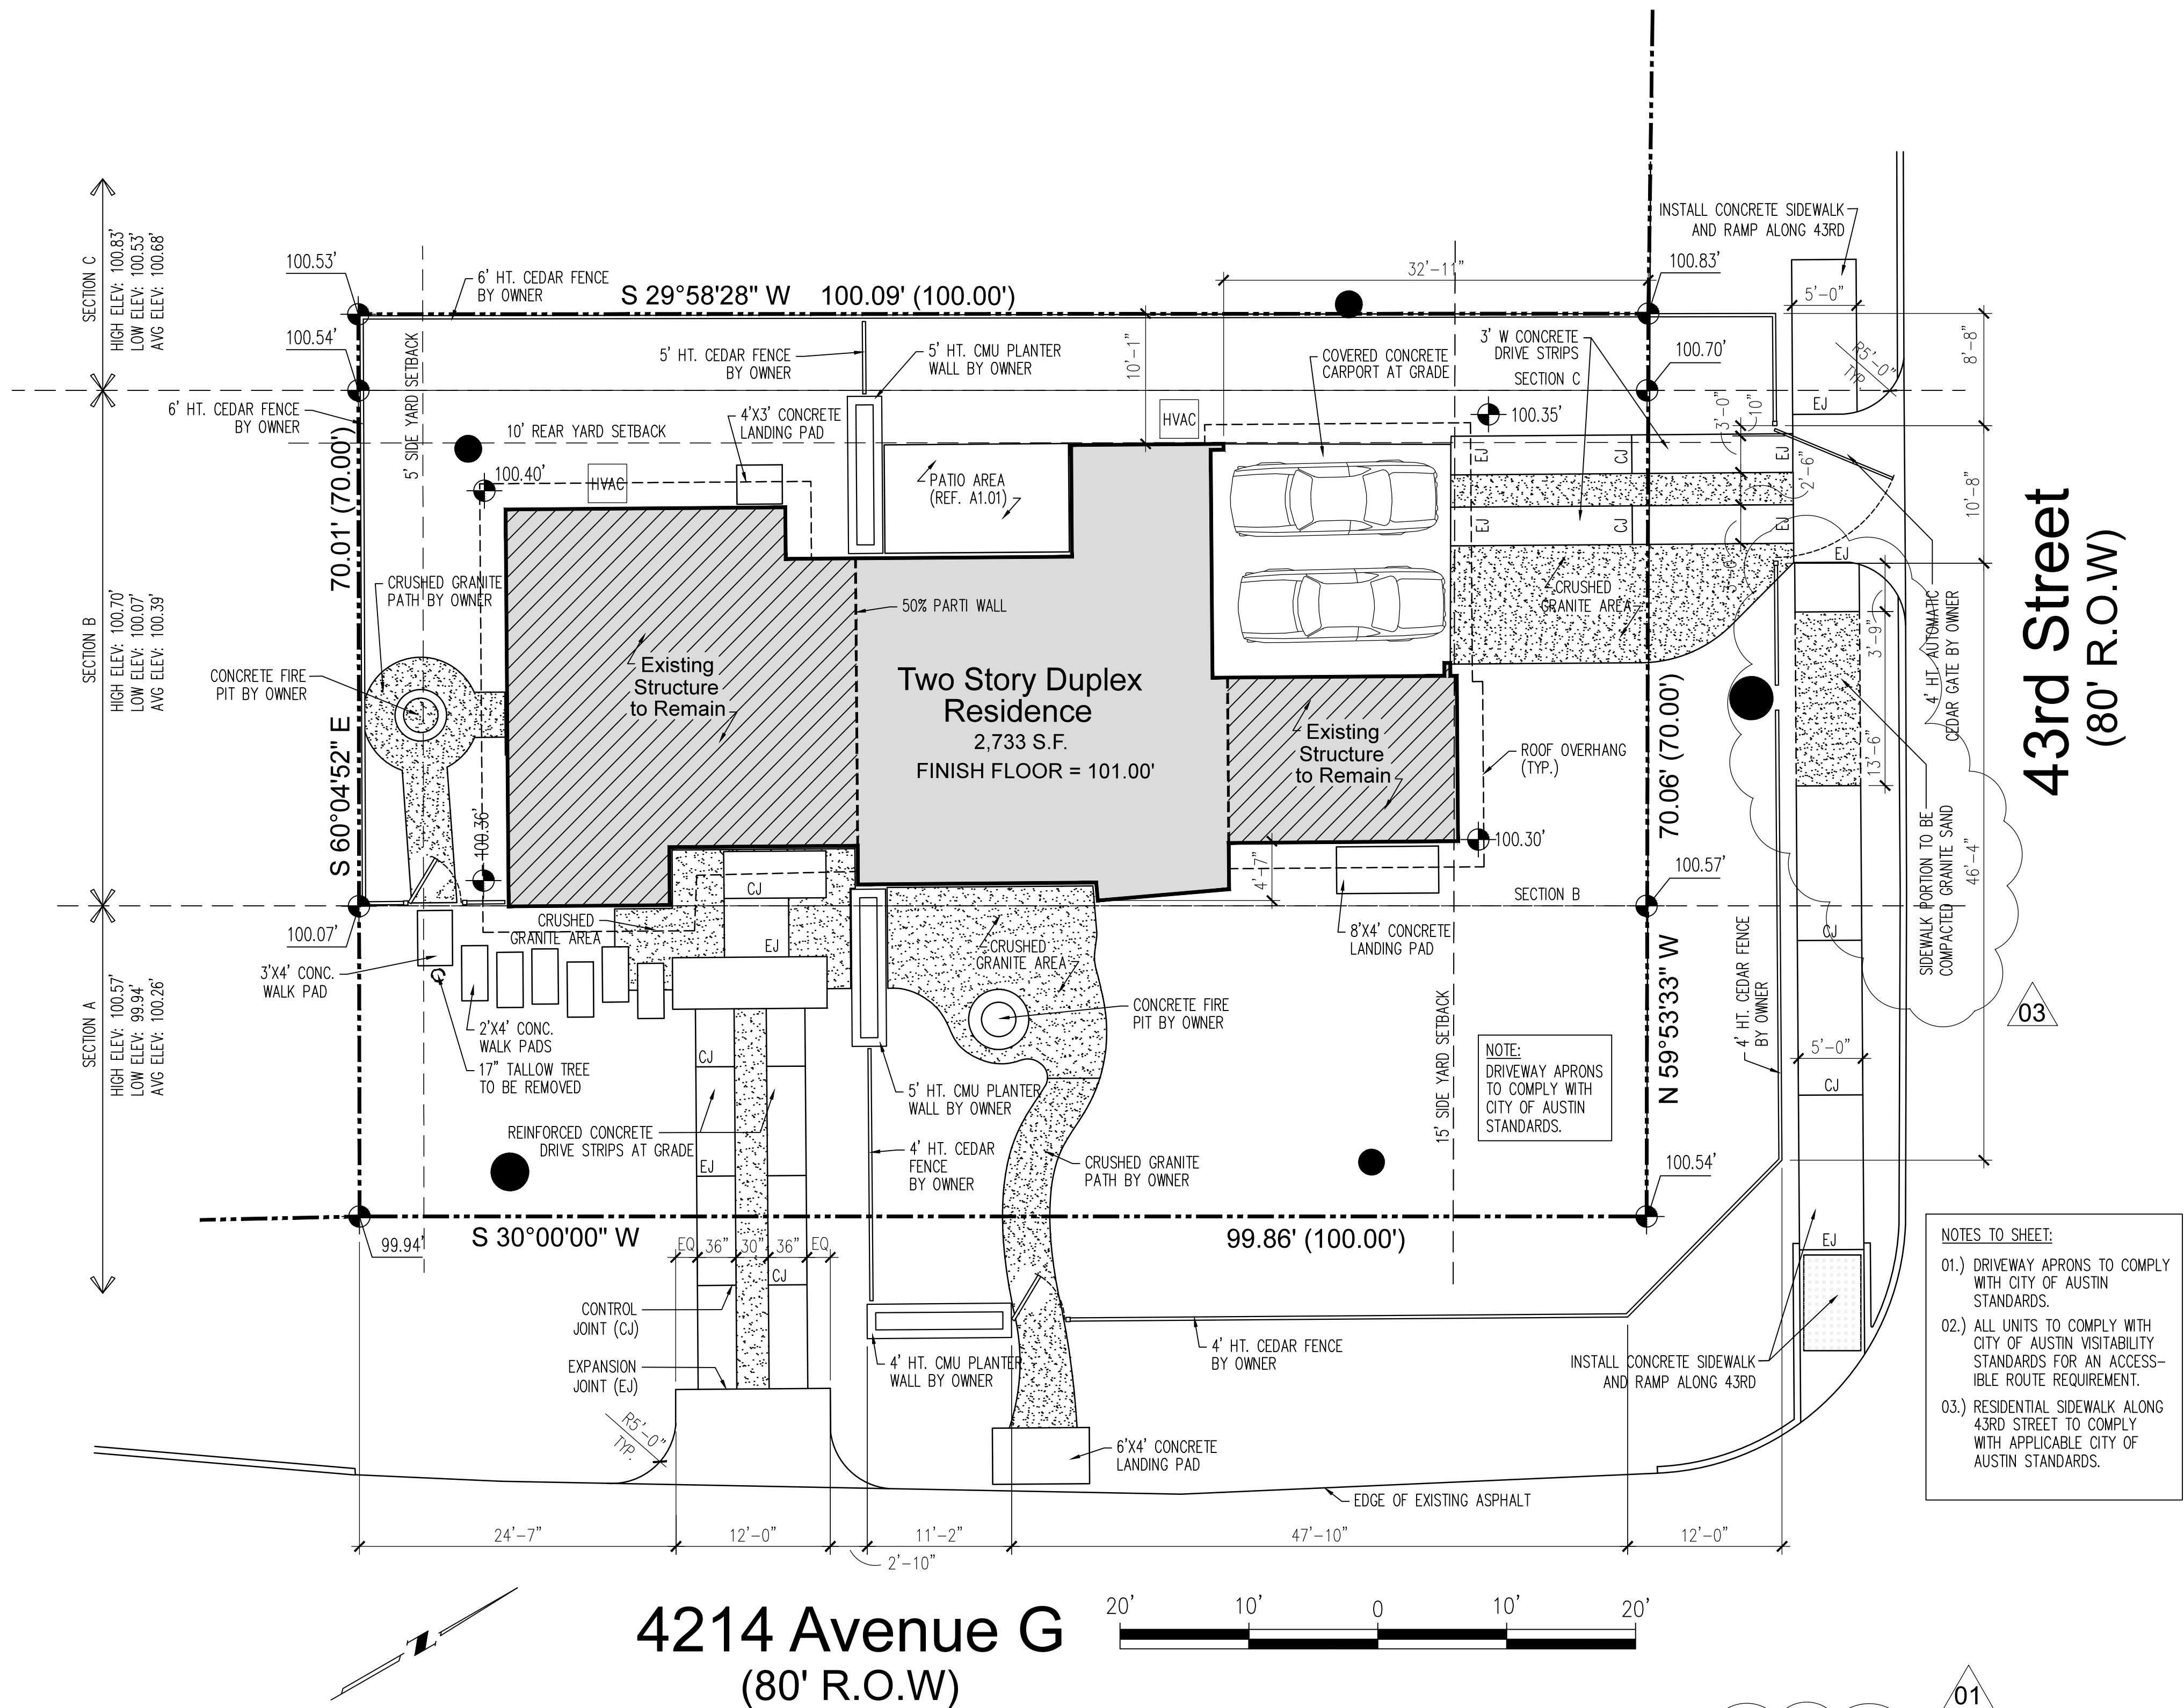 INSTALL CONCRETE SIDEWALK
AND RAMP ALONG 43RD
SECTION C
HIGH ELEV: 100.83'
LOW ELEV: 100.53'
AVG ELEV: 100.68'
100.53'
6' HT. CEDAR FENCE
BY OWNER
S 29°58'28" W 100.09' (100.00')
32'-11"
100.83'
5'-0"
8'-8"
100.54'
5' SIDE YARD SETBACK
5' HT. CEDAR FENCE
BY OWNER
5' HT. CMU PLANTER
WALL BY OWNER
10'-1"
COVERED CONCRETE
CARPORT AT GRADE
3' W CONCRETE
DRIVE STRIPS
SECTION C
100.70'
R5'-0"
TYP.
EJ
6' HT. CEDAR FENCE
BY OWNER
10' REAR YARD SETBACK
4'X3' CONCRETE
LANDING PAD
HVAC
100.35'
3'-0"
10"
70.01' (70.00')
100.40'
HVAC
PATIO AREA
(REF. A1.01)
EJ
CJ
EJ
2'-6"
10'-8"
EJ
CJ
EJ
3'-0"
EJ
43rd Street
(80' R.O.W)
SECTION B
HIGH ELEV: 100.70'
LOW ELEV: 100.07'
AVG ELEV: 100.39'
CRUSHED GRANITE
PATH BY OWNER
50% PARTI WALL
CRUSHED
GRANITE AREA
4' HT. AUTOMATIC
CEDAR GATE BY OWNER
3'-9"
CONCRETE FIRE
PIT BY OWNER
Existing
Structure
to Remain
Two Story Duplex
Residence
2,733 S.F.
FINISH FLOOR = 101.00'
Existing
Structure
to Remain
ROOF OVERHANG
(TYP.)
70.06' (70.00')
13'-6"
S 60°04'52" E
100.36'
100.30'
4'-7"
SIDEWALK PORTION TO BE
COMPACTED GRANITE SAND
46'-4"
100.57'
CJ
SECTION B
100.07'
CRUSHED
GRANITE AREA
EJ
CRUSHED
GRANITE AREA
8'X4' CONCRETE
LANDING PAD
CJ
3'X4' CONC.
WALK PAD
SECTION A
HIGH ELEV: 100.57'
LOW ELEV: 99.94'
AVG ELEV: 100.26'
2'X4' CONC.
WALK PADS
17" TALLOW TREE
TO BE REMOVED
CONCRETE FIRE
PIT BY OWNER
15' SIDE YARD SETBACK
NOTE:
DRIVEWAY APRONS
TO COMPLY WITH
CITY OF AUSTIN
STANDARDS.
N 59°53'33" W
4' HT. CEDAR FENCE
BY OWNER
5'-0"
CJ
03
CJ
5' HT. CMU PLANTER
WALL BY OWNER
REINFORCED CONCRETE
DRIVE STRIPS AT GRADE
EJ
4' HT. CEDAR
FENCE
BY OWNER
CRUSHED GRANITE
PATH BY OWNER
100.54'
99.94'
S 30°00'00" W
99.86' (100.00')
EQ 36" 30" 36" EQ
CJ
EJ
CONTROL
JOINT (CJ)
EXPANSION
JOINT (EJ)
4' HT. CMU PLANTER
WALL BY OWNER
4' HT. CEDAR FENCE
BY OWNER
INSTALL CONCRETE SIDEWALK
AND RAMP ALONG 43RD
R5'-0"
TYP.
6'X4' CONCRETE
LANDING PAD
EDGE OF EXISTING ASPHALT
NOTES TO SHEET:
01.) DRIVEWAY APRONS TO COMPLY
WITH CITY OF AUSTIN
STANDARDS.
02.) ALL UNITS TO COMPLY WITH
CITY OF AUSTIN VISITABILITY
STANDARDS FOR AN ACCESS-
IBLE ROUTE REQUIREMENT.
03.) RESIDENTIAL SIDEWALK ALONG
43RD STREET TO COMPLY
WITH APPLICABLE CITY OF
AUSTIN STANDARDS.
24'-7"
12'-0"
2'-10"
11'-2"
47'-10"
12'-0"
4214 Avenue G
(80' R.O.W)
20' 10' 0 10' 20'
01